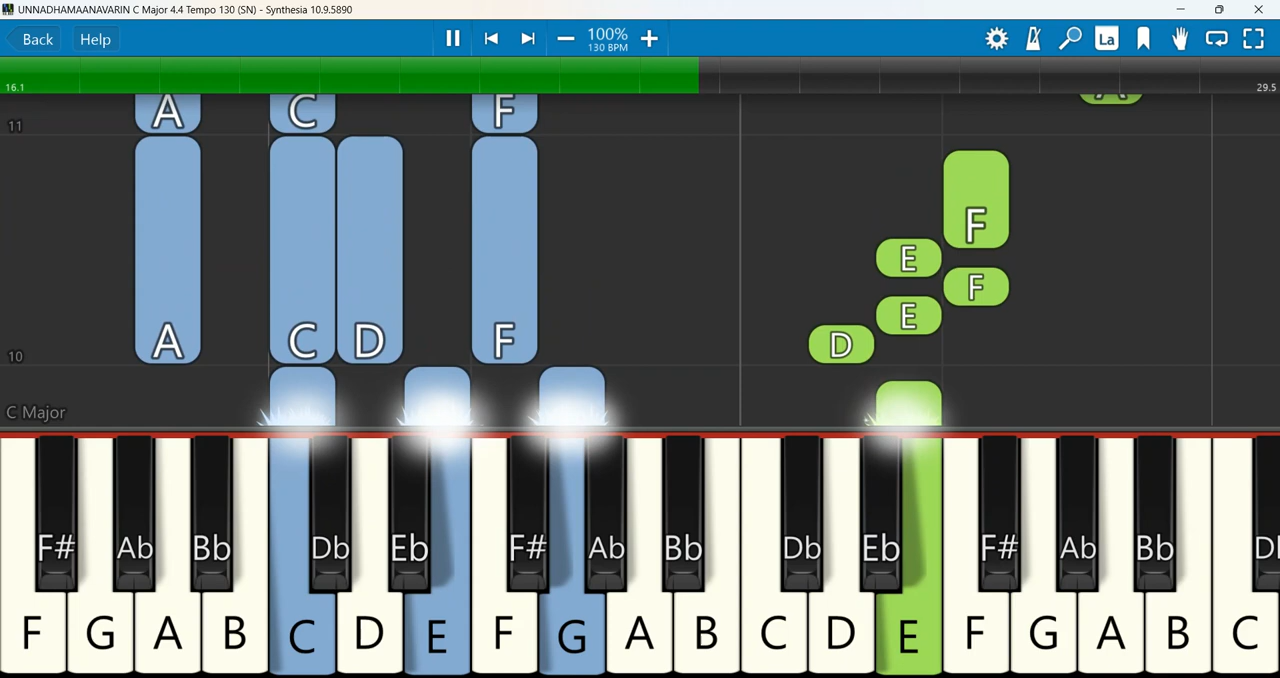 UNNADHAMAANAVARIN C Major 4.4 Tempo 130 (SN) - Synthesia 10.9.5890
Back Help 100% La
130 BPM
16.1 29.5
A C F A
11
F
E
F
E
A C D F D
10
C Major
F# Ab Bb Db Eb F# Ab Bb Db Eb F# Ab Bb D
F G A B C D E F G A B C D E F G A B C